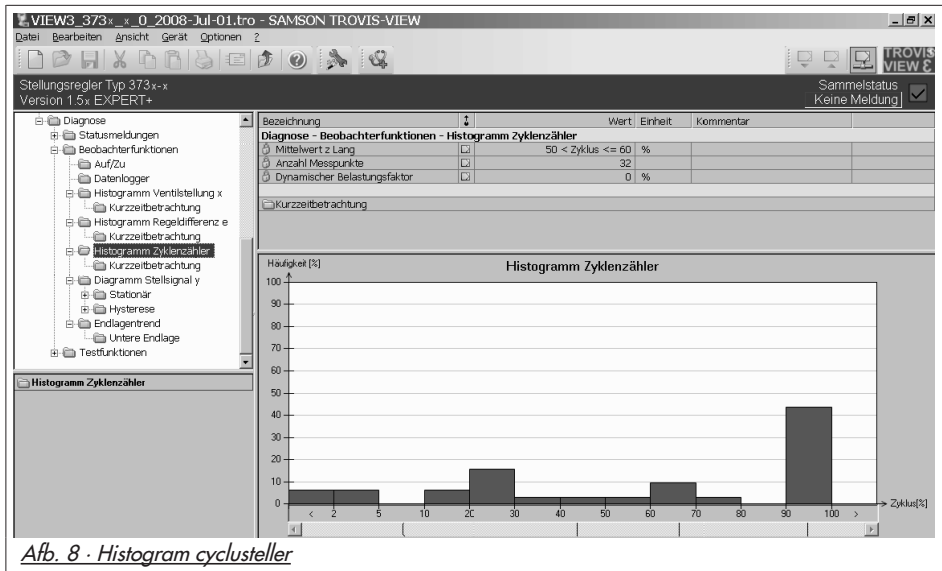 VIEW3_373x_x_0_2008-Jul-01.tro - SAMSON TROVIS-VIEW
Datei Bearbeiten Ansicht Gerät Optionen ?
TROVIS
VIEW 3
Stellungsregler Typ 373x-x
Version 1.5x EXPERT+
Sammelstatus
Keine Meldung
Diagnose
Statusmeldungen
Beobachterfunktionen
Auf/Zu
Datenlogger
Histogramm Ventilstellung x
Kurzzeitbetrachtung
Histogramm Regeldifferenz e
Kurzzeitbetrachtung
Histogramm Zyklenzähler
Kurzzeitbetrachtung
Diagramm Stellsignal y
Stationär
Hysterese
Endlagentrend
Untere Endlage
Testfunktionen
Histogramm Zyklenzähler
Bezeichnung Wert Einheit Kommentar
Diagnose - Beobachterfunktionen - Histogramm Zyklenzähler
Mittelwert z Lang 50 < Zyklus <= 60 %
Anzahl Messpunkte 32
Dynamischer Belastungsfaktor 0 %
Kurzzeitbetrachtung
Häufigkeit [%]
Histogramm Zyklenzähler
100
90
80
70
60
50
40
30
20
10
0
< 2 5 10 20 30 40 50 60 70 80 90 100 >
Zyklus[%]
Afb. 8 · Histogram cyclusteller